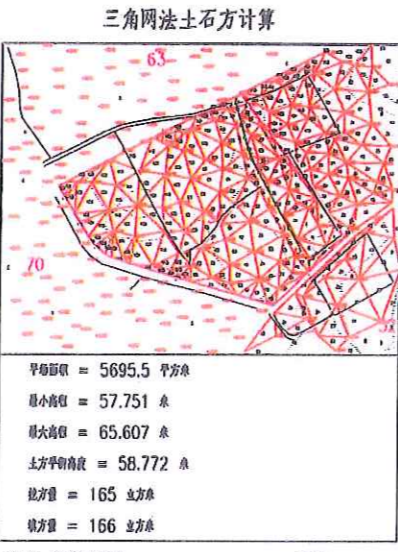 三角网法土石方计算
63
70
平场面积 = 5695.5 平方米
最小高程 = 57.751 米
最大高程 = 65.607 米
土方平衡高度 = 58.772 米
挖方量 = 165 立方米
填方量 = 166 立方米